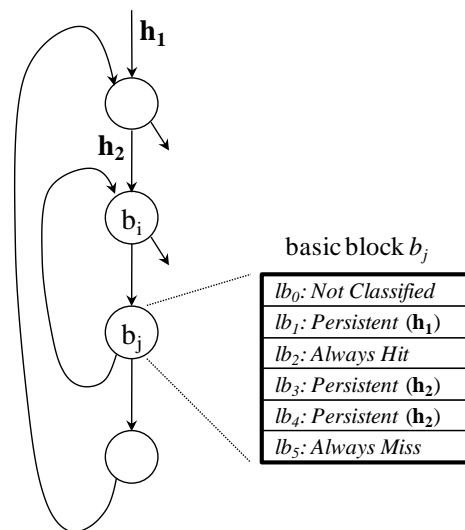 h1
h2
bi
bj
basic block bj
lb0: Not Classified
lb1: Persistent (h1)
lb2: Always Hit
lb3: Persistent (h2)
lb4: Persistent (h2)
lb5: Always Miss